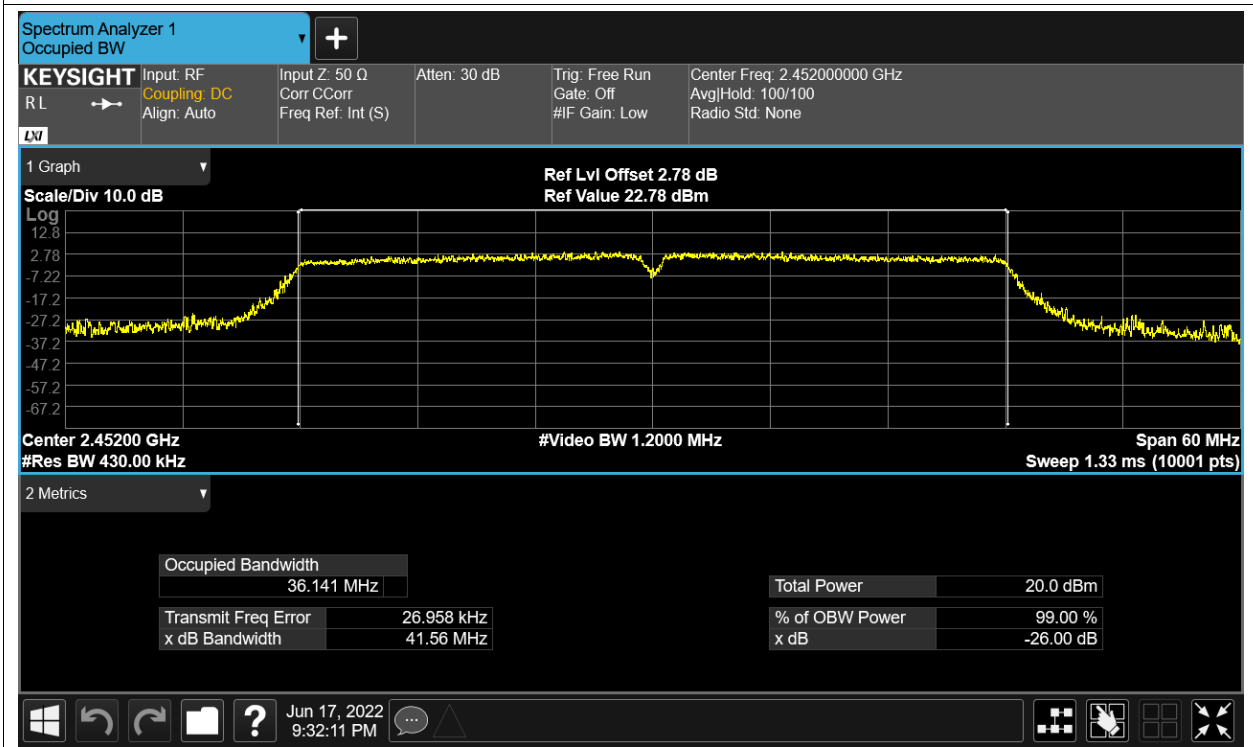 Spectrum Analyzer 1
Occupied BW
KEYSIGHT
R L
LXI
Input: RF
Coupling: DC
Align: Auto
Input Z: 50 Ω
Corr CCorr
Freq Ref: Int (S)
Atten: 30 dB
Trig: Free Run
Gate: Off
#IF Gain: Low
Center Freq: 2.452000000 GHz
Avg|Hold: 100/100
Radio Std: None
1 Graph
Scale/Div 10.0 dB
Ref Lvl Offset 2.78 dB
Ref Value 22.78 dBm
Log
12.8
2.78
-7.22
-17.2
-27.2
-37.2
-47.2
-57.2
-67.2
Center 2.45200 GHz
#Video BW 1.2000 MHz
Span 60 MHz
#Res BW 430.00 kHz
Sweep 1.33 ms (10001 pts)
2 Metrics
Occupied Bandwidth
36.141 MHz
Transmit Freq Error 26.958 kHz
x dB Bandwidth 41.56 MHz
Total Power 20.0 dBm
% of OBW Power 99.00 %
x dB -26.00 dB
?
Jun 17, 2022
9:32:11 PM